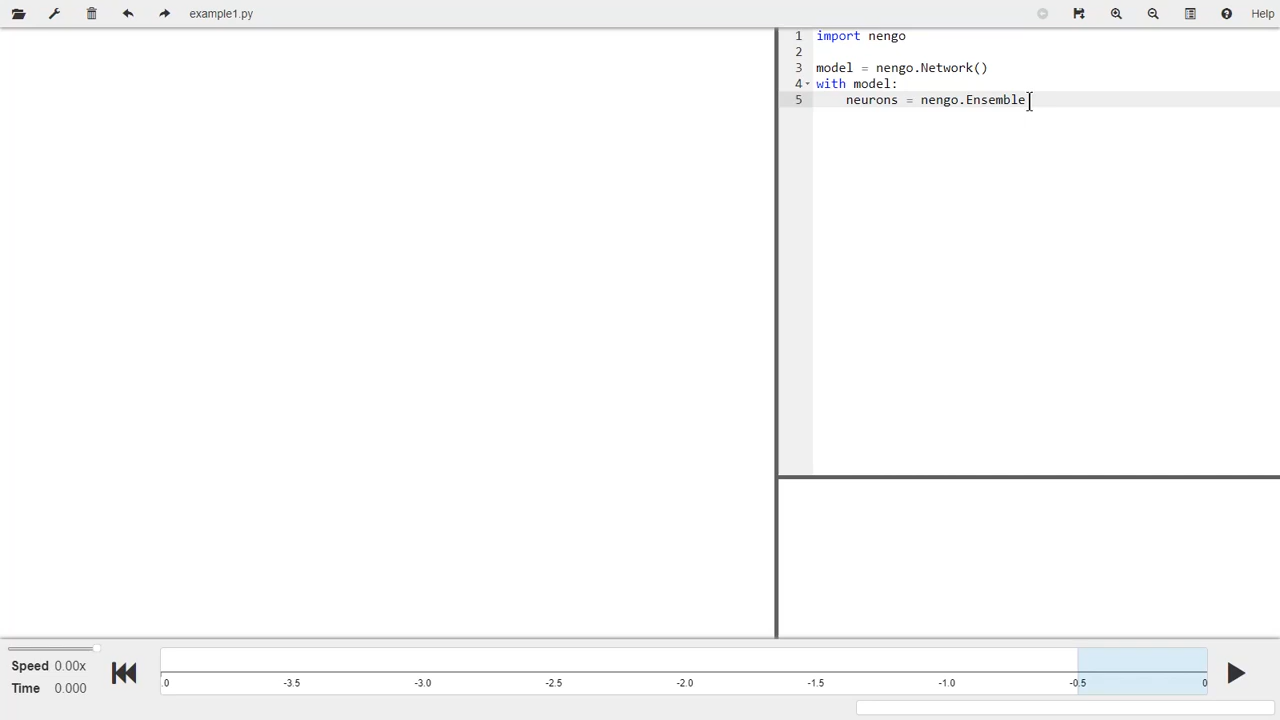 example1.py
Help
1 import nengo
2
3 model = nengo.Network()
4 with model:
5     neurons = nengo.Ensemble
Speed 0.00x
Time 0.000
.0 -3.5 -3.0 -2.5 -2.0 -1.5 -1.0 -0.5 0